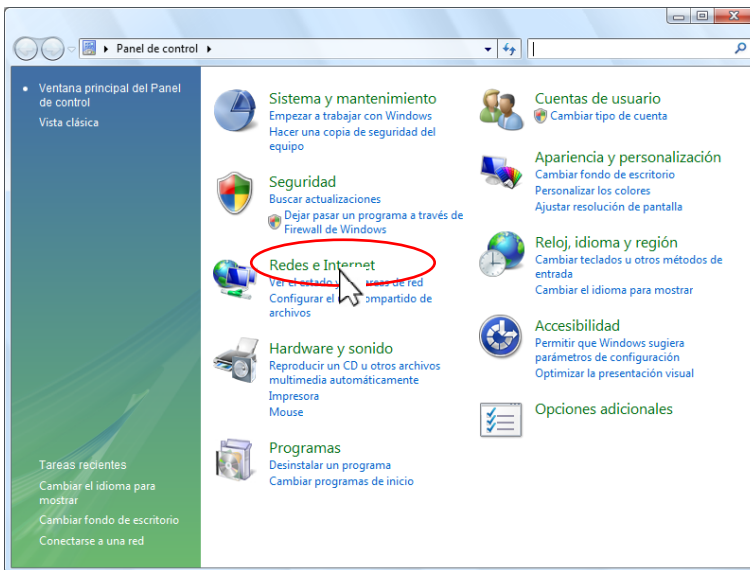 Panel de control
Ventana principal del Panel
de control
Vista clásica
Sistema y mantenimiento
Empezar a trabajar con Windows
Hacer una copia de seguridad del
equipo
Seguridad
Buscar actualizaciones
Dejar pasar un programa a través de
Firewall de Windows
Redes e Internet
Ver el estado y areas de red
Configurar el compartido de
archivos
Hardware y sonido
Reproducir un CD u otros archivos
multimedia automáticamente
Impresora
Mouse
Programas
Desinstalar un programa
Cambiar programas de inicio
Cuentas de usuario
Cambiar tipo de cuenta
Apariencia y personalización
Cambiar fondo de escritorio
Personalizar los colores
Ajustar resolución de pantalla
Reloj, idioma y región
Cambiar teclados u otros métodos de
entrada
Cambiar el idioma para mostrar
Accesibilidad
Permitir que Windows sugiera
parámetros de configuración
Optimizar la presentación visual
Opciones adicionales
Tareas recientes
Cambiar el idioma para
mostrar
Cambiar fondo de escritorio
Conectarse a una red